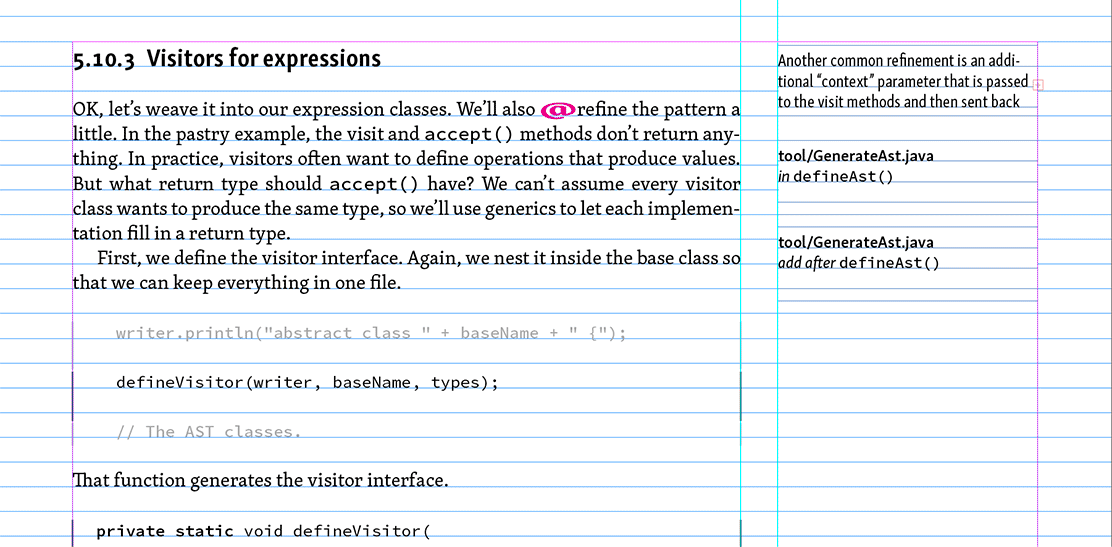 5.10.3 Visitors for expressions
OK, let’s weave it into our expression classes. We’ll also @refine the pattern a
little. In the pastry example, the visit and accept() methods don’t return any-
thing. In practice, visitors often want to define operations that produce values.
But what return type should accept() have? We can’t assume every visitor
class wants to produce the same type, so we’ll use generics to let each implemen-
tation fill in a return type.
First, we define the visitor interface. Again, we nest it inside the base class so
that we can keep everything in one file.
writer.println("abstract class " + baseName + " {");
defineVisitor(writer, baseName, types);
// The AST classes.
That function generates the visitor interface.
private static void defineVisitor(
Another common refinement is an addi-
tional “context” parameter that is passed
to the visit methods and then sent back
tool/GenerateAst.java
in defineAst()
tool/GenerateAst.java
add after defineAst()